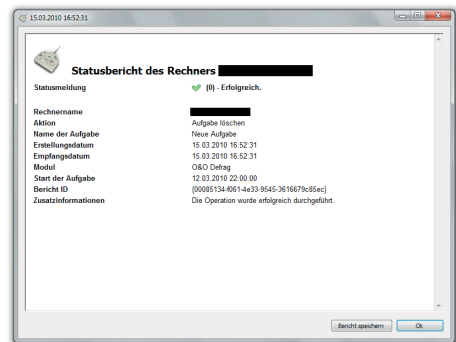 15.03.2010 16:52:31
Statusbericht des Rechners
Statusmeldung (0) - Erfolgreich.
Rechnername
Aktion Aufgabe löschen
Name der Aufgabe Neue Aufgabe
Erstellungsdatum 15.03.2010 16:52:31
Empfangsdatum 15.03.2010 16:52:31
Modul O&O Defrag
Start der Aufgabe 12.03.2010 22:00:00
Bericht ID {00085134-f061-4e33-9545-3616679c85ec}
Zusatzinformationen Die Operation wurde erfolgreich durchgeführt.
Bericht speichern Ok